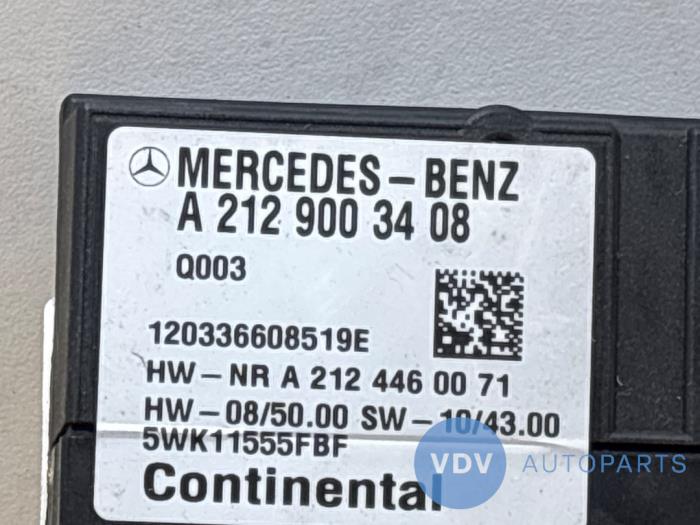 MERCEDES – BENZ
A 212 900 34 08
Q003
120336608519E
HW – NR A 212 446 00 71
HW – 08/50.00 SW – 10/43.00
5WK11555FBF
Continental
VDV AUTOPARTS